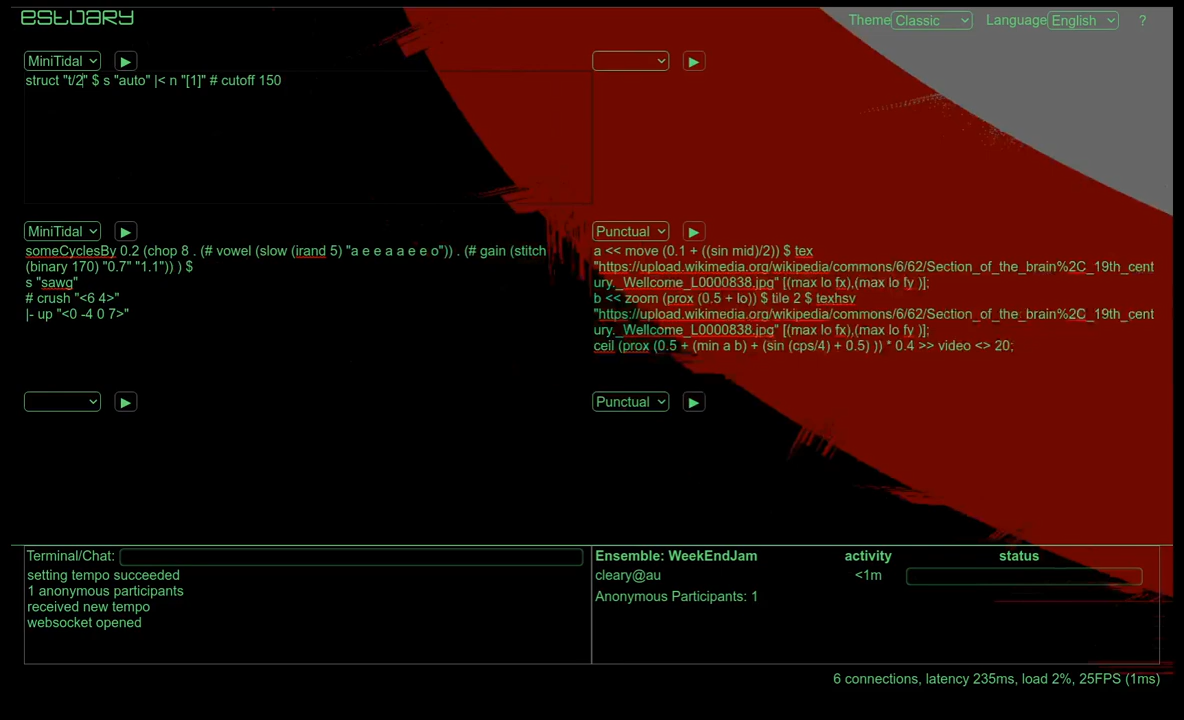 estuary
Theme Classic Language English ?
MiniTidal ▶
struct "t/2" $ s "auto" |< n "[1]" # cutoff 150
▶
MiniTidal ▶
someCyclesBy 0.2 (chop 8 . (# vowel (slow (irand 5) "a e e a a e e o")) . (# gain (stitch
(binary 170) "0.7" "1.1")) ) $
s "sawg"
# crush "<6 4>"
|- up "<0 -4 0 7>"
Punctual ▶
a << move (0.1 + ((sin mid)/2)) $ tex
"https://upload.wikimedia.org/wikipedia/commons/6/62/Section_of_the_brain%2C_19th_cent
ury._Wellcome_L0000838.jpg" [(max lo fx),(max lo fy )];
b << zoom (prox (0.5 + lo)) $ tile 2 $ texhsv
"https://upload.wikimedia.org/wikipedia/commons/6/62/Section_of_the_brain%2C_19th_cent
ury._Wellcome_L0000838.jpg" [(max lo fx),(max lo fy )];
ceil (prox (0.5 + (min a b) + (sin (cps/4) + 0.5) )) * 0.4 >> video <> 20;
▶
Punctual ▶
Terminal/Chat:
setting tempo succeeded
1 anonymous participants
received new tempo
websocket opened
Ensemble: WeekEndJam activity status
cleary@au <1m
Anonymous Participants: 1
6 connections, latency 235ms, load 2%, 25FPS (1ms)